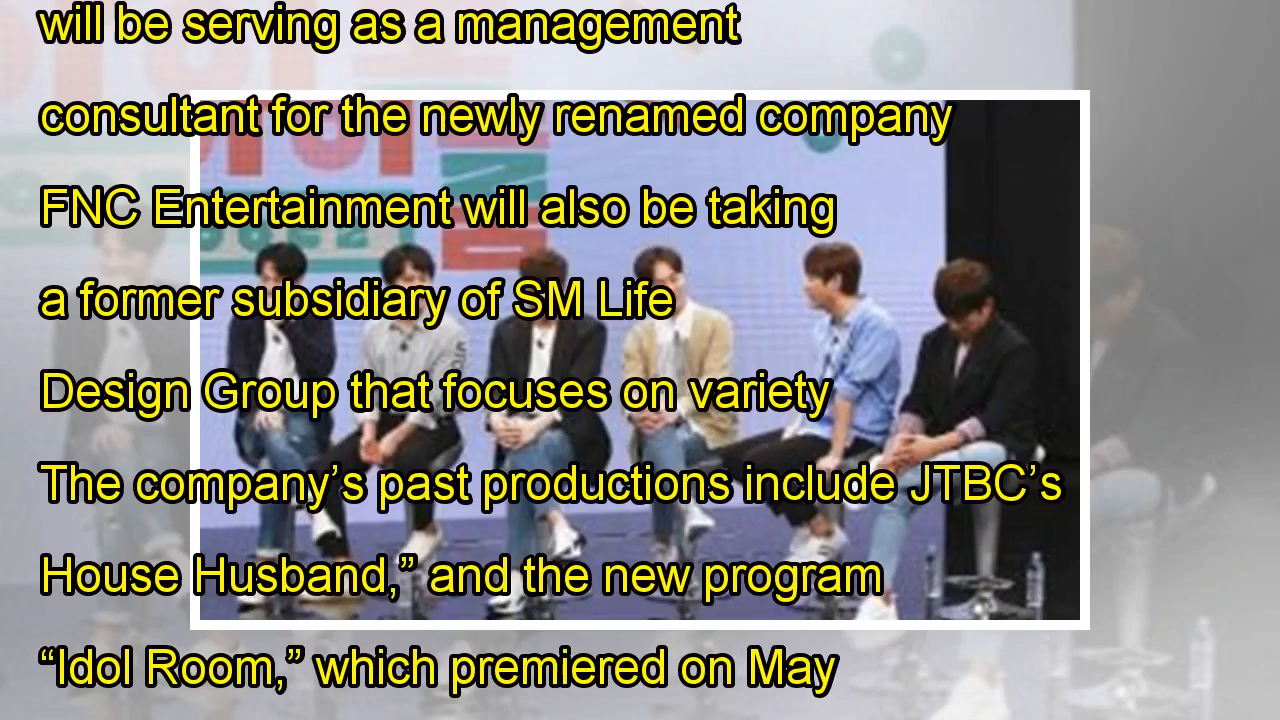 will be serving as a management
consultant for the newly renamed company
FNC Entertainment will also be taking
a former subsidiary of SM Life
Design Group that focuses on variety
The company’s past productions include JTBC’s
House Husband,” and the new program
“Idol Room,” which premiered on May